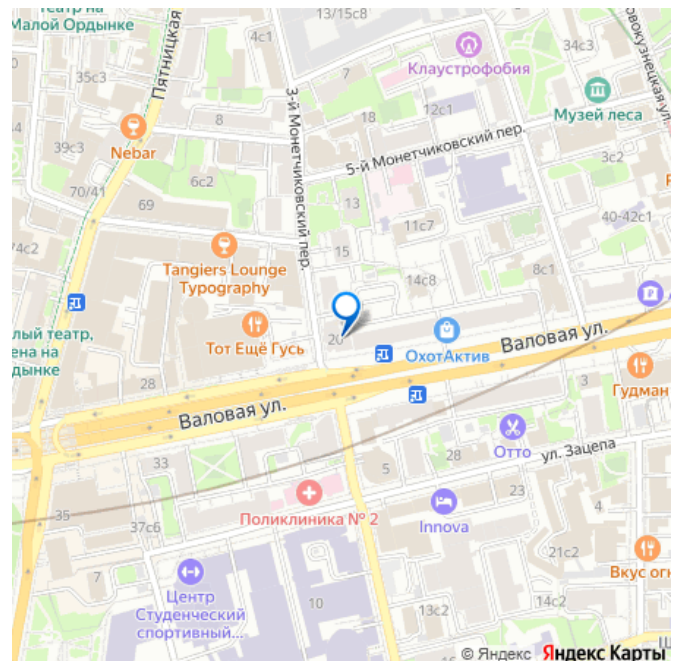 Театр на
Малой Ордынке
13/15с8
4с1
34с3
овокузнецкая ул.
Пятницкая
35с3
7
Клаустрофобия
Музей леса
3-й Монетчиковский пер.
8
18
12с1
39с3
Nebar
5-й Монетчиковский пер.
3с2
70/41
6с2
69
13
11с7
40-42с1
74с2
15
14с8
8с1
Tangiers Lounge
Typography
лый театр,
ена на
дынке
Тот Ещё Гусь
20
ОхотАктив
Валовая ул.
28
Гудман
3
Валовая ул.
Отто
ул. Зацепа
33
5
28
23
4
35
Поликлиника № 2
Innova
37с6
21с2
7
Вкус огн
Центр
Студенческий
спортивный...
10
14с2
13с2
© Яндекс Яндекс Карты